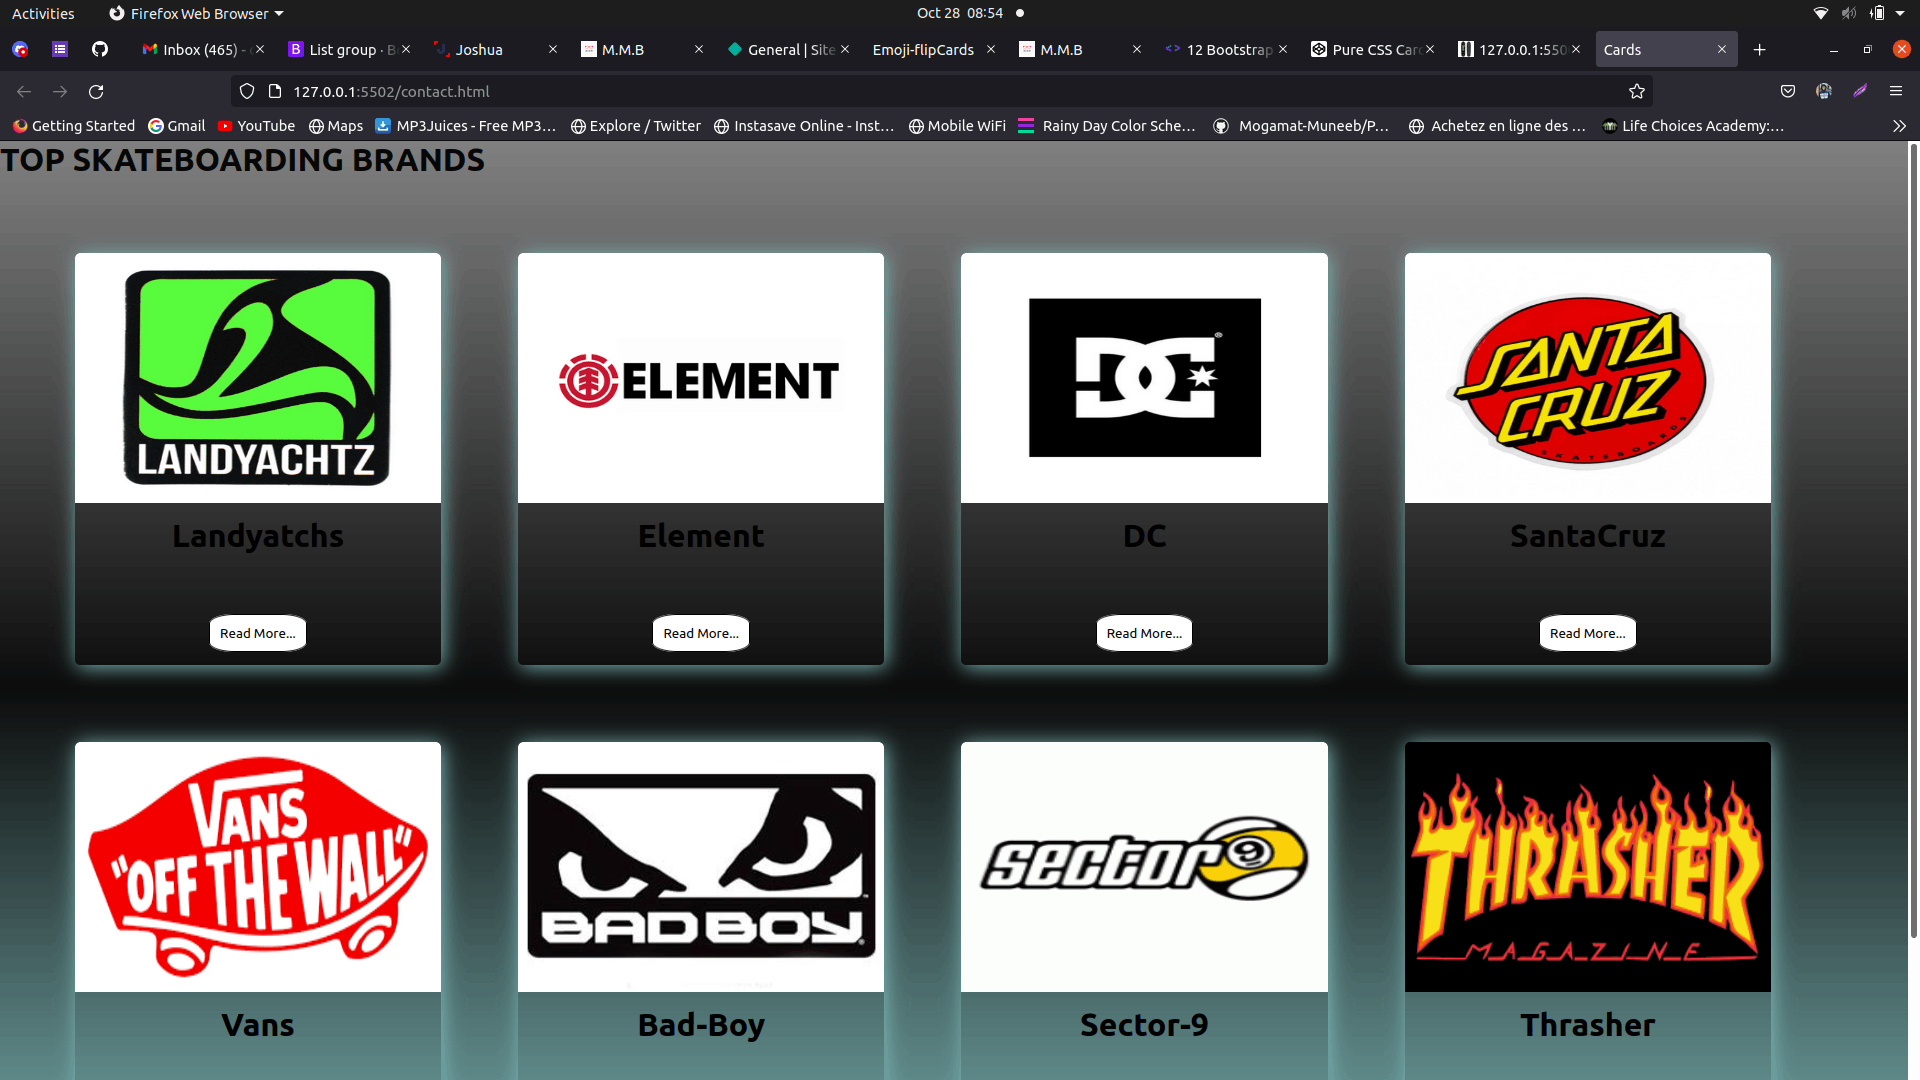 Activities
Firefox Web Browser
Oct 28 08:54
Inbox (465) -
List group · B
Joshua
M.M.B
General | Site
Emoji-flipCards
M.M.B
12 Bootstrap
Pure CSS Car
127.0.0.1:550
Cards
127.0.0.1:5502/contact.html
Getting Started
Gmail
YouTube
Maps
MP3Juices - Free MP3…
Explore / Twitter
Instasave Online - Inst…
Mobile WiFi
Rainy Day Color Sche…
Mogamat-Muneeb/P…
Achetez en ligne des …
Life Choices Academy:…
TOP SKATEBOARDING BRANDS
LANDYACHTZ
ELEMENT
DC
SANTA
CRUZ
SKATEBOARDS
Landyatchs
Element
DC
SantaCruz
Read More...
Read More...
Read More...
Read More...
VANS
"OFF THE WALL"
BAD BOY
sector 9
THRASHER
MAGAZINE
Vans
Bad-Boy
Sector-9
Thrasher